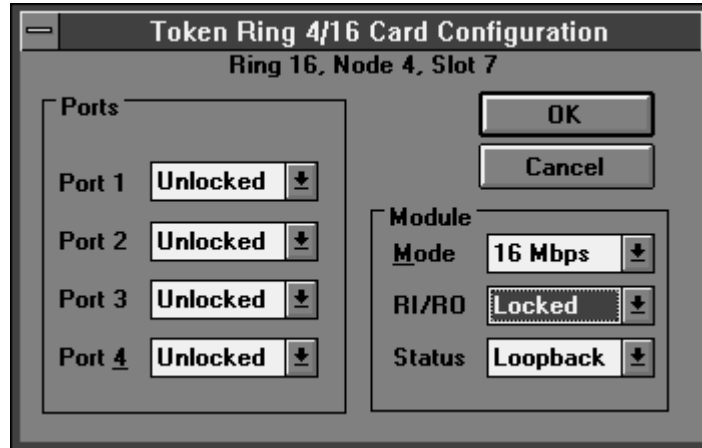 Token Ring 4/16 Card Configuration
Ring 16, Node 4, Slot 7
Ports
Port 1 Unlocked
Port 2 Unlocked
Port 3 Unlocked
Port 4 Unlocked
OK
Cancel
Module
Mode 16 Mbps
RI/RO Locked
Status Loopback